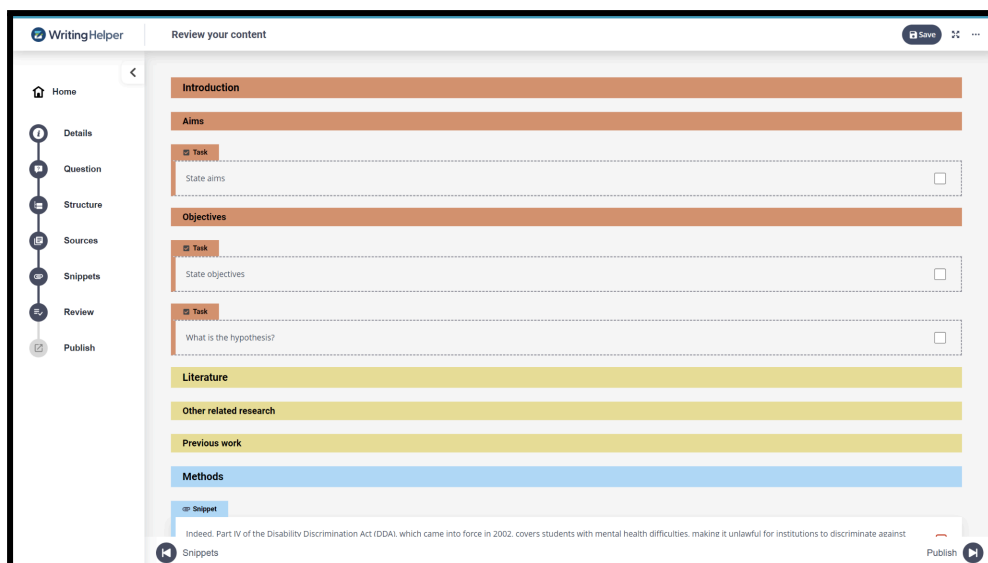 WritingHelper
Review your content
Save
Home
Details
Question
Structure
Sources
Snippets
Review
Publish
Introduction
Aims
Task
State aims
Objectives
Task
State objectives
Task
What is the hypothesis?
Literature
Other related research
Previous work
Methods
Snippet
Indeed, Part IV of the Disability Discrimination Act (DDA), which came into force in 2002, covers students with mental health difficulties, making it unlawful for institutions to discriminate against
Snippets
Publish